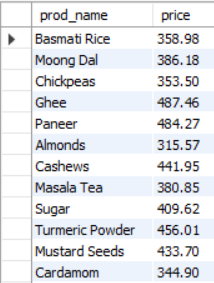 prod_name price
Basmati Rice 358.98
Moong Dal 386.18
Chickpeas 353.50
Ghee 487.46
Paneer 484.27
Almonds 315.57
Cashews 441.95
Masala Tea 380.85
Sugar 409.62
Turmeric Powder 456.01
Mustard Seeds 433.70
Cardamom 344.90